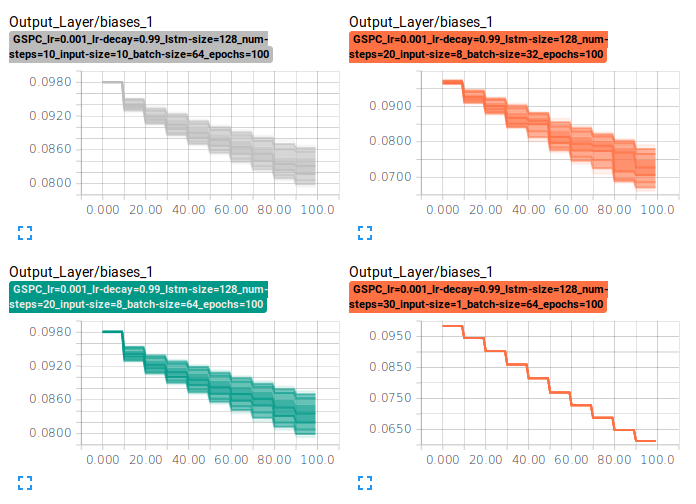 Output_Layer/biases_1
GSPC_lr=0.001_lr-decay=0.99_lstm-size=128_num-
steps=10_input-size=10_batch-size=64_epochs=100
0.0980
0.0920
0.0860
0.0800
0.000 20.00 40.00 60.00 80.00 100.0
Output_Layer/biases_1
GSPC_lr=0.001_lr-decay=0.99_lstm-size=128_num-
steps=20_input-size=8_batch-size=32_epochs=100
0.0900
0.0800
0.0700
0.000 20.00 40.00 60.00 80.00 100.0
Output_Layer/biases_1
GSPC_lr=0.001_lr-decay=0.99_lstm-size=128_num-
steps=20_input-size=8_batch-size=64_epochs=100
0.0980
0.0920
0.0860
0.0800
0.000 20.00 40.00 60.00 80.00 100.0
Output_Layer/biases_1
GSPC_lr=0.001_lr-decay=0.99_lstm-size=128_num-
steps=30_input-size=1_batch-size=64_epochs=100
0.0950
0.0850
0.0750
0.0650
0.000 20.00 40.00 60.00 80.00 100.0